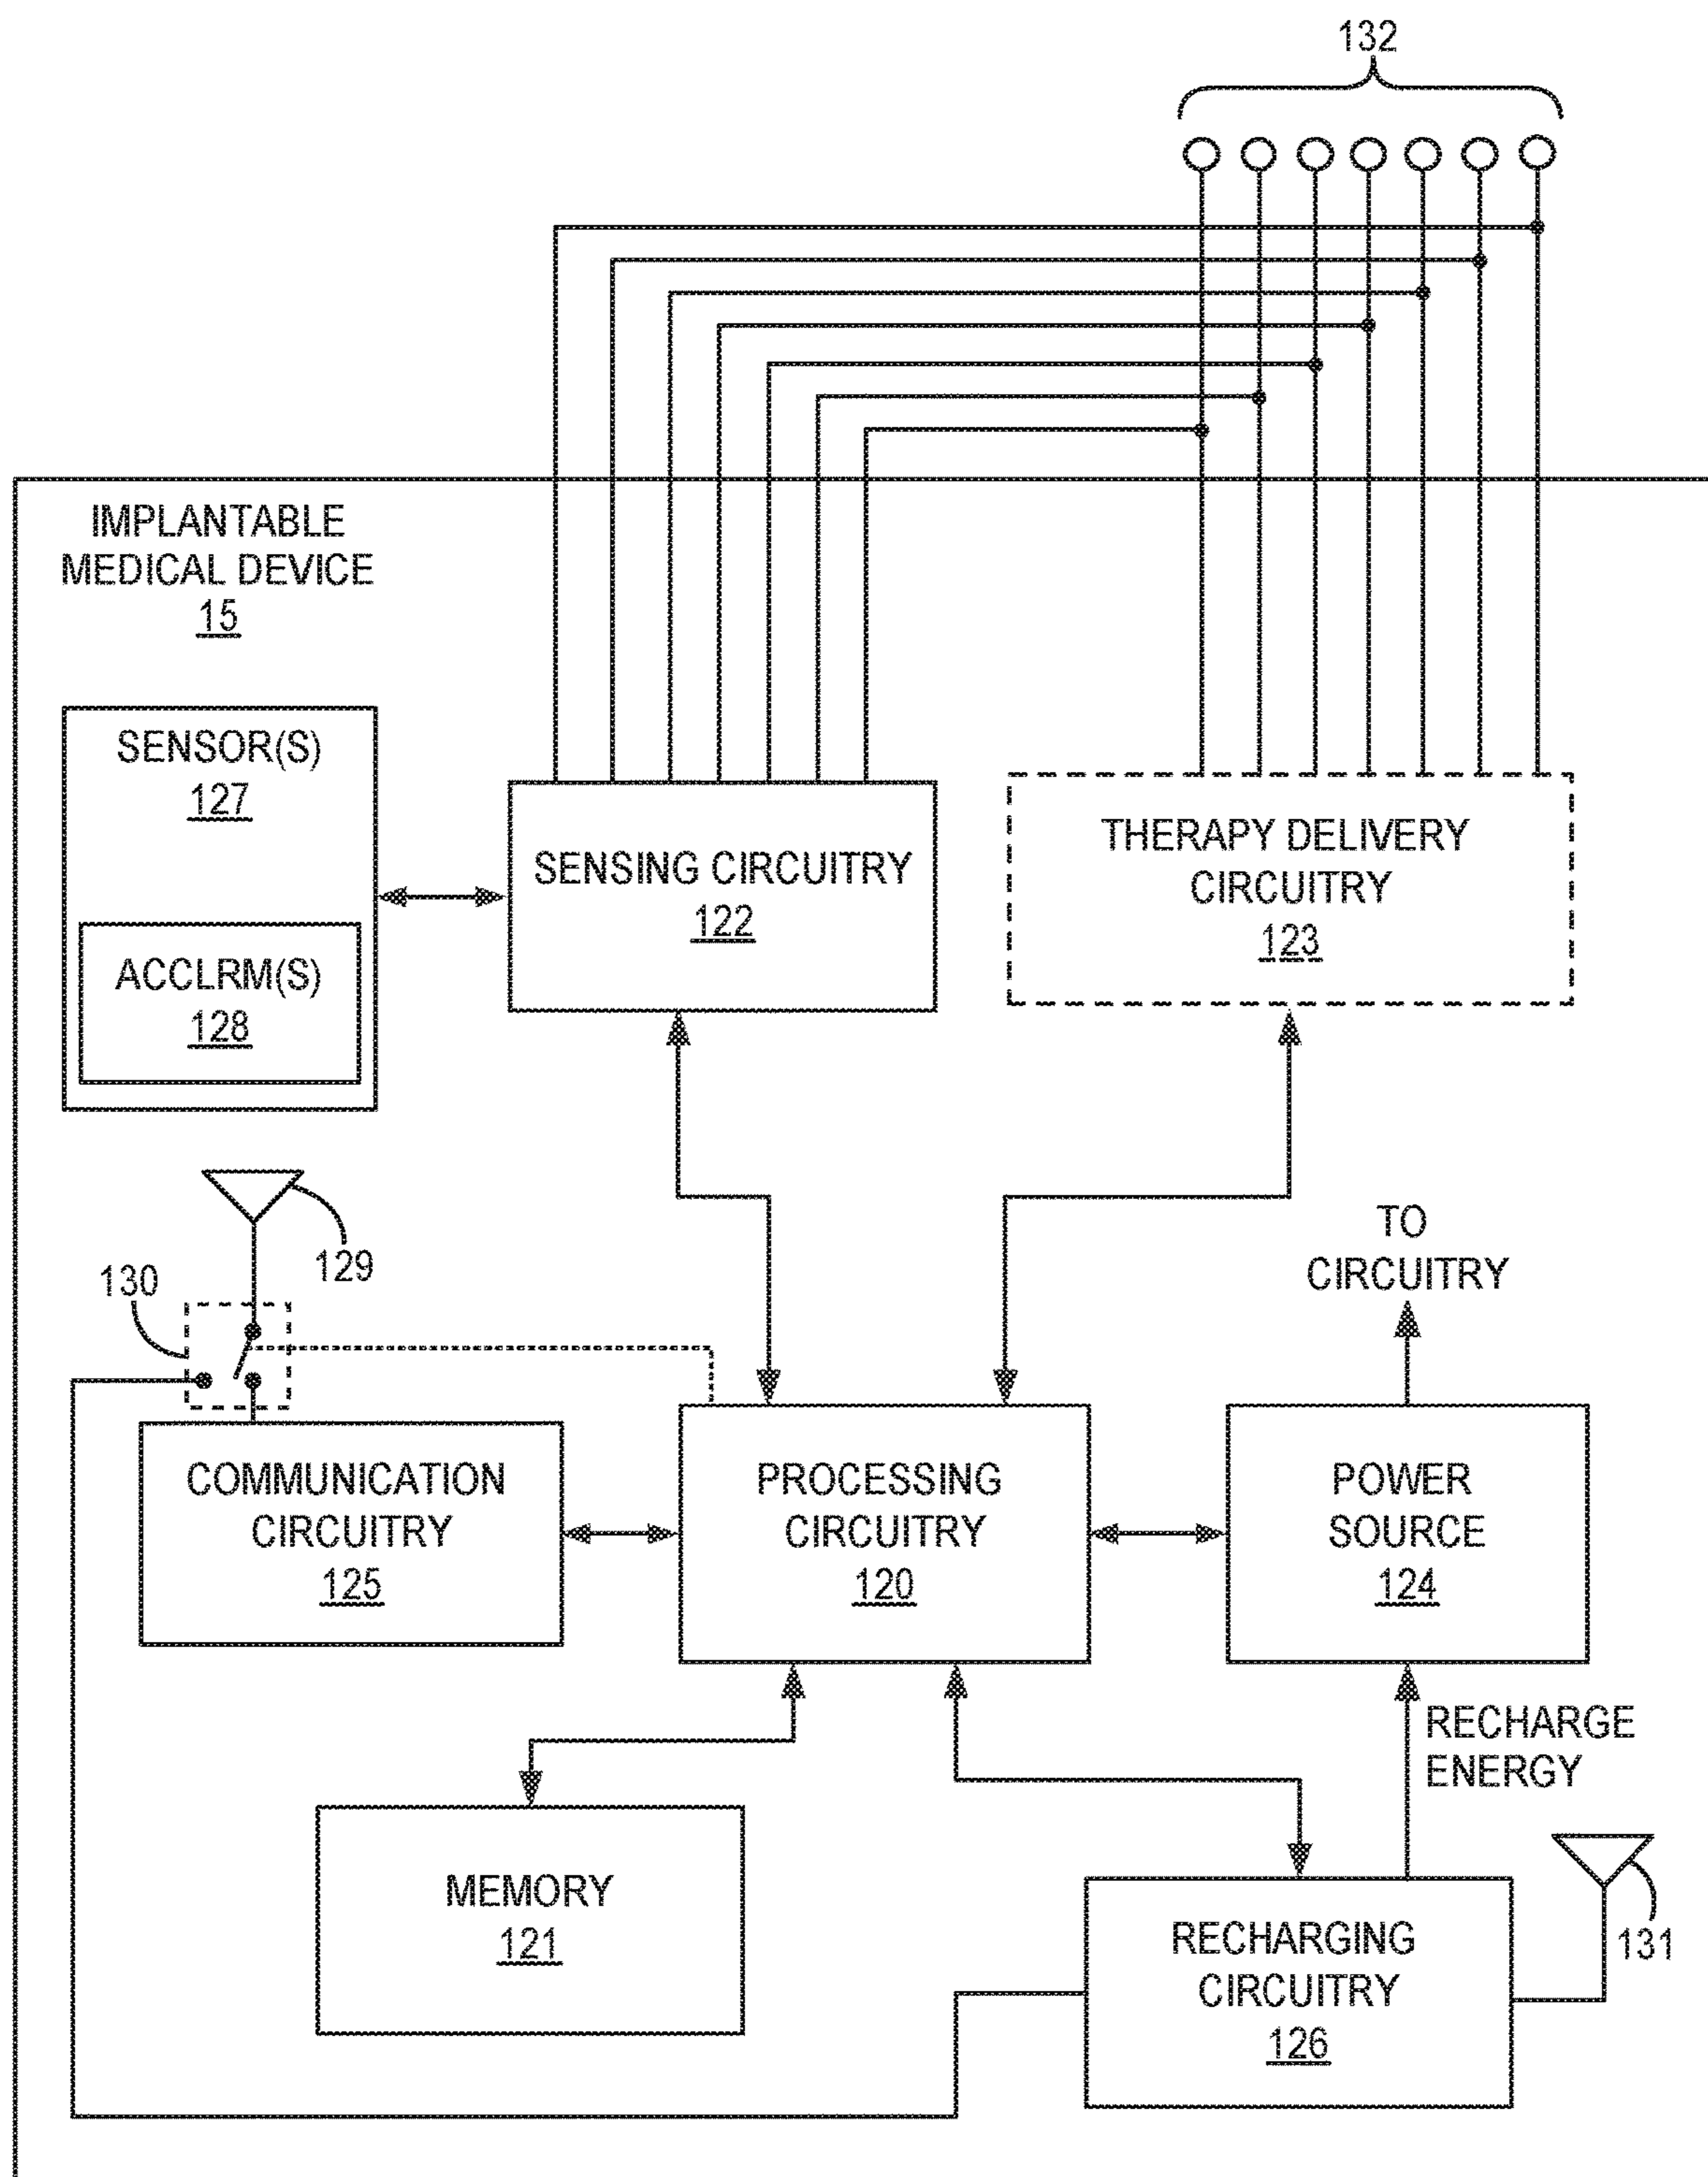 132
IMPLANTABLE
MEDICAL DEVICE
15
SENSOR(S)
127
ACCLRM(S)
128
SENSING CIRCUITRY
122
THERAPY DELIVERY
CIRCUITRY
123
129
130
TO
CIRCUITRY
COMMUNICATION
CIRCUITRY
125
PROCESSING
CIRCUITRY
120
POWER
SOURCE
124
RECHARGE
ENERGY
MEMORY
121
RECHARGING
CIRCUITRY
126
131